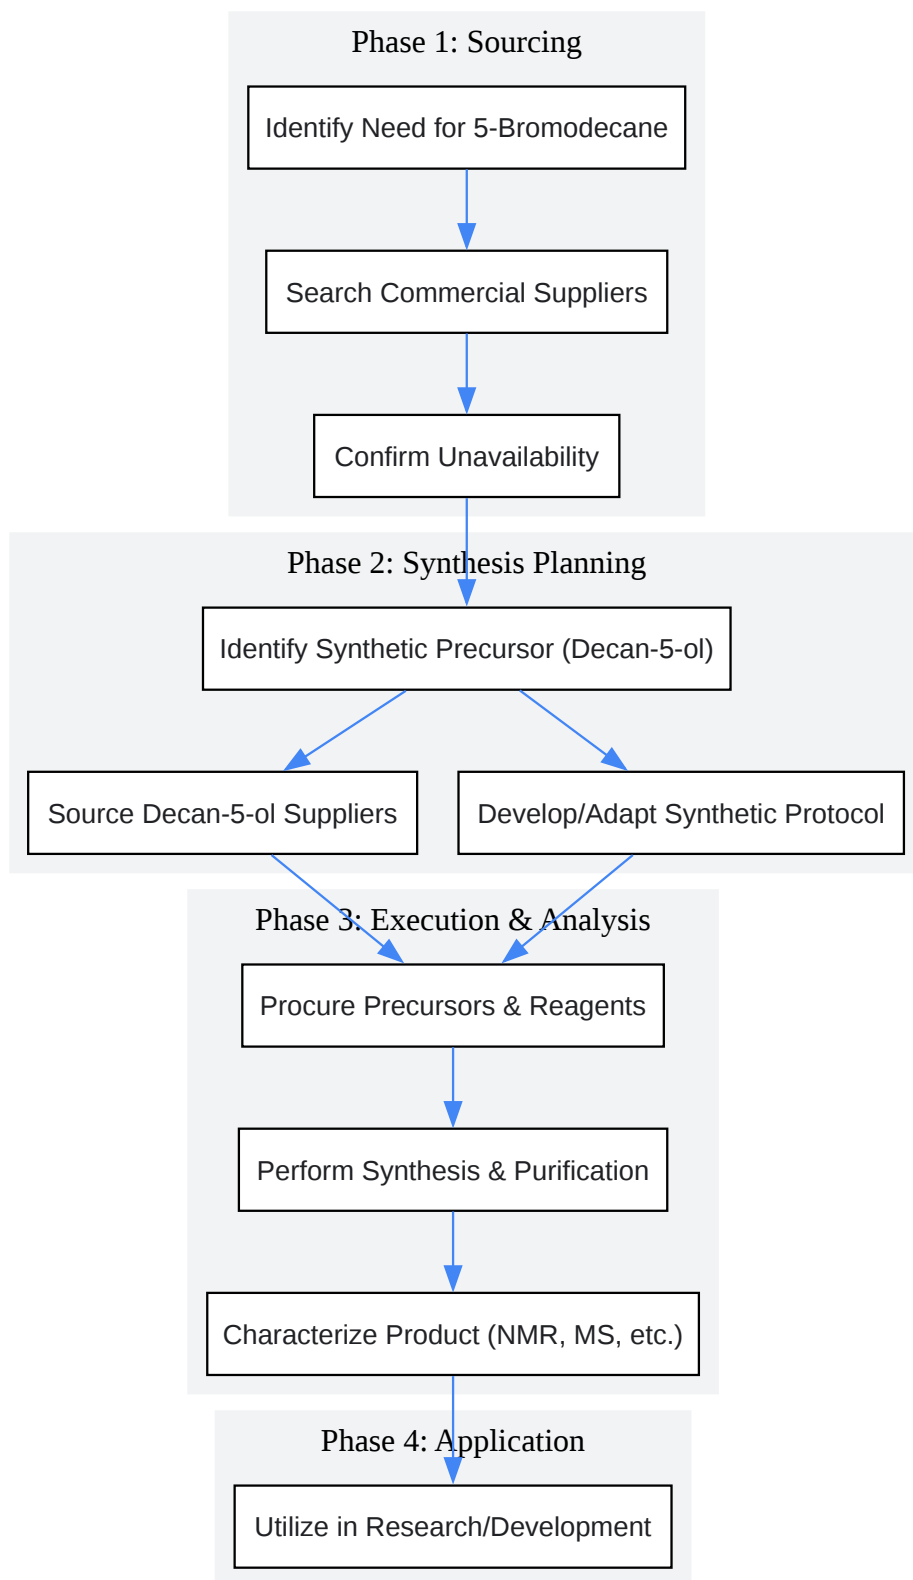 Phase 1: Sourcing
Identify Need for 5-Bromodecane
Search Commercial Suppliers
Confirm Unavailability
Phase 2: Synthesis Planning
Identify Synthetic Precursor (Decan-5-ol)
Source Decan-5-ol Suppliers
Develop/Adapt Synthetic Protocol
Phase 3: Execution & Analysis
Procure Precursors & Reagents
Perform Synthesis & Purification
Characterize Product (NMR, MS, etc.)
Phase 4: Application
Utilize in Research/Development